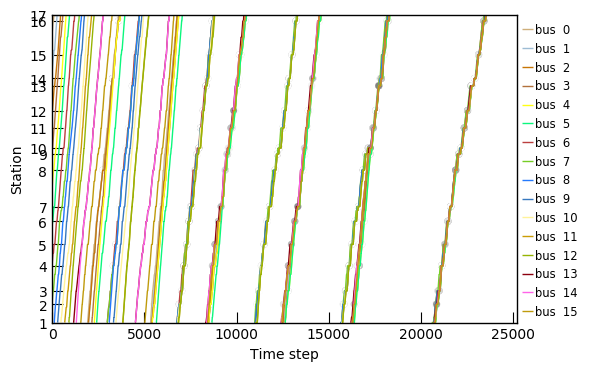 17
16
15
14
13
12
11
10
9
8
7
6
5
4
3
2
1
Station
0 5000 10000 15000 20000 25000
Time step
bus 0
bus 1
bus 2
bus 3
bus 4
bus 5
bus 6
bus 7
bus 8
bus 9
bus 10
bus 11
bus 12
bus 13
bus 14
bus 15